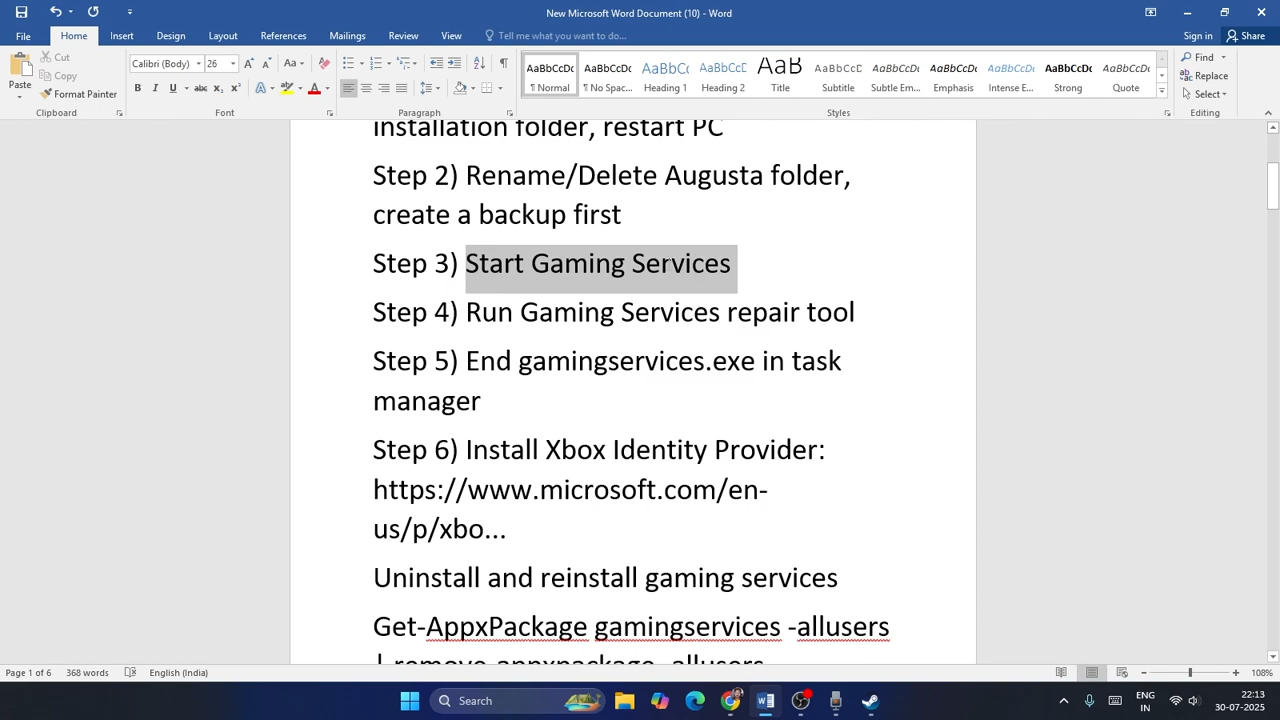 New Microsoft Word Document (10) - Word
File Home Insert Design Layout References Mailings Review View Tell me what you want to do... Sign in Share
Paste
Cut
Copy
Format Painter
Clipboard
Calibri (Body) 26
Font
Paragraph
AaBbCcDc AaBbCcDc AaBbCc AaBbCcD AaB AaBbCcD AaBbCcDc AaBbCcDc AaBbCcDc AaBbCcDc AaBbCcDc
¶ Normal ¶ No Spac... Heading 1 Heading 2 Title Subtitle Subtle Em... Emphasis Intense E... Strong Quote
Styles
Find
Replace
Select
Editing
installation folder, restart PC
Step 2) Rename/Delete Augusta folder,
create a backup first
Step 3) Start Gaming Services
Step 4) Run Gaming Services repair tool
Step 5) End gamingservices.exe in task
manager
Step 6) Install Xbox Identity Provider:
https://www.microsoft.com/en-
us/p/xbo...
Uninstall and reinstall gaming services
Get-AppxPackage gamingservices -allusers
| remove-appxpackage -allusers
Page 1 of 6 368 words English (India) 108%
Search
ENG
IN
22:13
30-07-2025